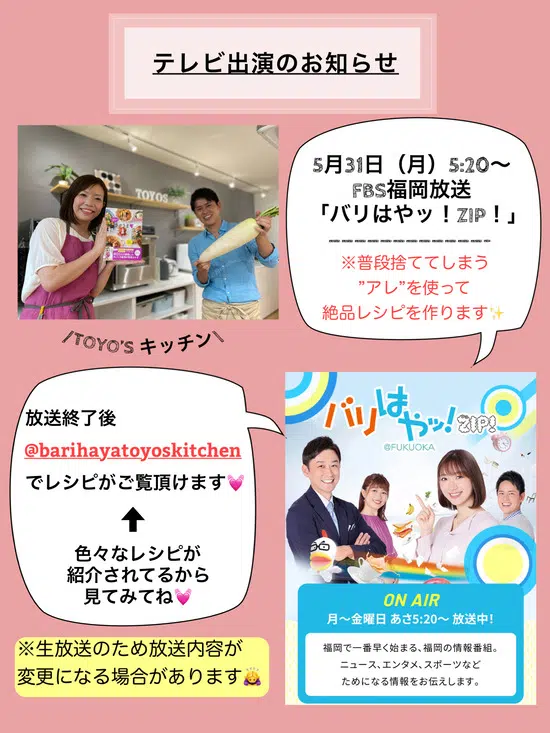 テレビ出演のお知らせ
TOYO'S
5月31日（月）5:20〜
FBS福岡放送
「バリはやッ！ZIP！」
----------------
※普段捨ててしまう
”アレ”を使って
絶品レシピを作ります✨
/TOYO'S キッチン\
放送終了後
@barihayatoyoskitchen
でレシピがご覧頂けます💓
⬆
色々なレシピが
紹介されてるから
見てみてね💓
※生放送のため放送内容が
変更になる場合があります🙇‍♀️
バリはやッ！ZIP！
@FUKUOKA
ON AIR
月〜金曜日 あさ5:20〜 放送中！
福岡で一番早く始まる、福岡の情報番組。
ニュース、エンタメ、スポーツなど
ためになる情報をお伝えします。